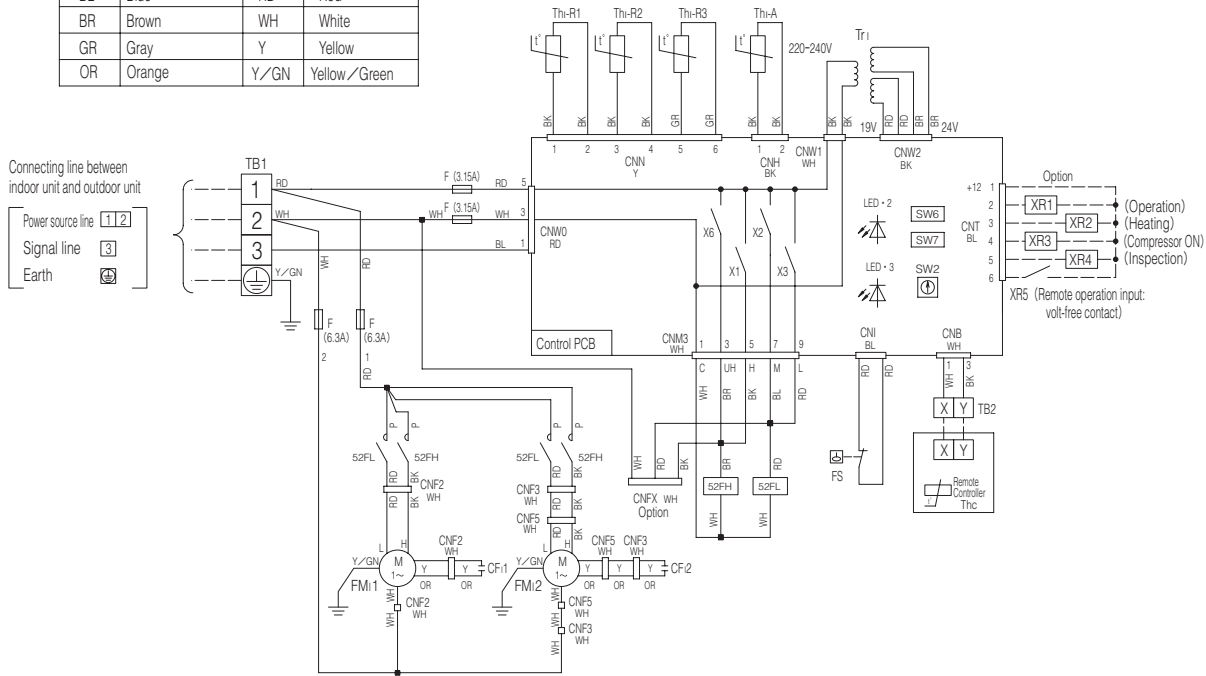 BR Brown WH White
GR Gray Y Yellow
OR Orange Y/GN Yellow/Green
Thı-R1 Thı-R2 Thı-R3 Thı-A
t° t° t° t°
220-240V
Trı
BK BK BK BK GR GR BK BK BK BK
19V RD RD BR BR 24V
1 2 3 4 5 6 1 2
CNN
Y
CNH
BK
CNW1
WH
CNW2
BK
Connecting line between
indoor unit and outdoor unit
Power source line 1 2
Signal line 3
Earth
TB1
1 RD
2 WH
3
Y/GN
F (3.15A) RD 5
WH F (3.15A) WH 3
BL 1
CNW0
RD
X6 X2
X1 X3
LED・2
LED・3
SW6
SW7
SW2
Option
+12 1
2 XR1 (Operation)
3 XR2 (Heating)
CNT
BL
4 XR3 (Compressor ON)
5 XR4 (Inspection)
6
XR5 (Remote operation input:
volt-free contact)
WH RD
F
(6.3A)
F
(6.3A)
2 1
RD
Control PCB
CNM3
WH
1 3 5 7 9
C UH H M L
WH BR BK BL RD
CNI
BL
RD RD
CNB
WH
1 3
WH BK
X Y TB2
X Y
Remote
Controller
Thc
t°
FS
P P P P
52FL 52FH 52FL 52FH
RD BK RD BK
CNF2
WH
RD BK
CNF3
WH
RD BK
CNF5
WH
RD BK
WH RD BK
CNFX WH
Option
BR RD
52FH 52FL
WH WH
L H L H
Y/GN M
1~
Y Y
OR OR
CNF2
WH
CFı1
FMı1
Y/GN M
1~
Y Y Y
OR OR OR
CNF5
WH
CNF3
WH
CFı2
FMı2
WH
CNF2
WH
WH
WH
CNF5
WH
WH
CNF3
WH
WH